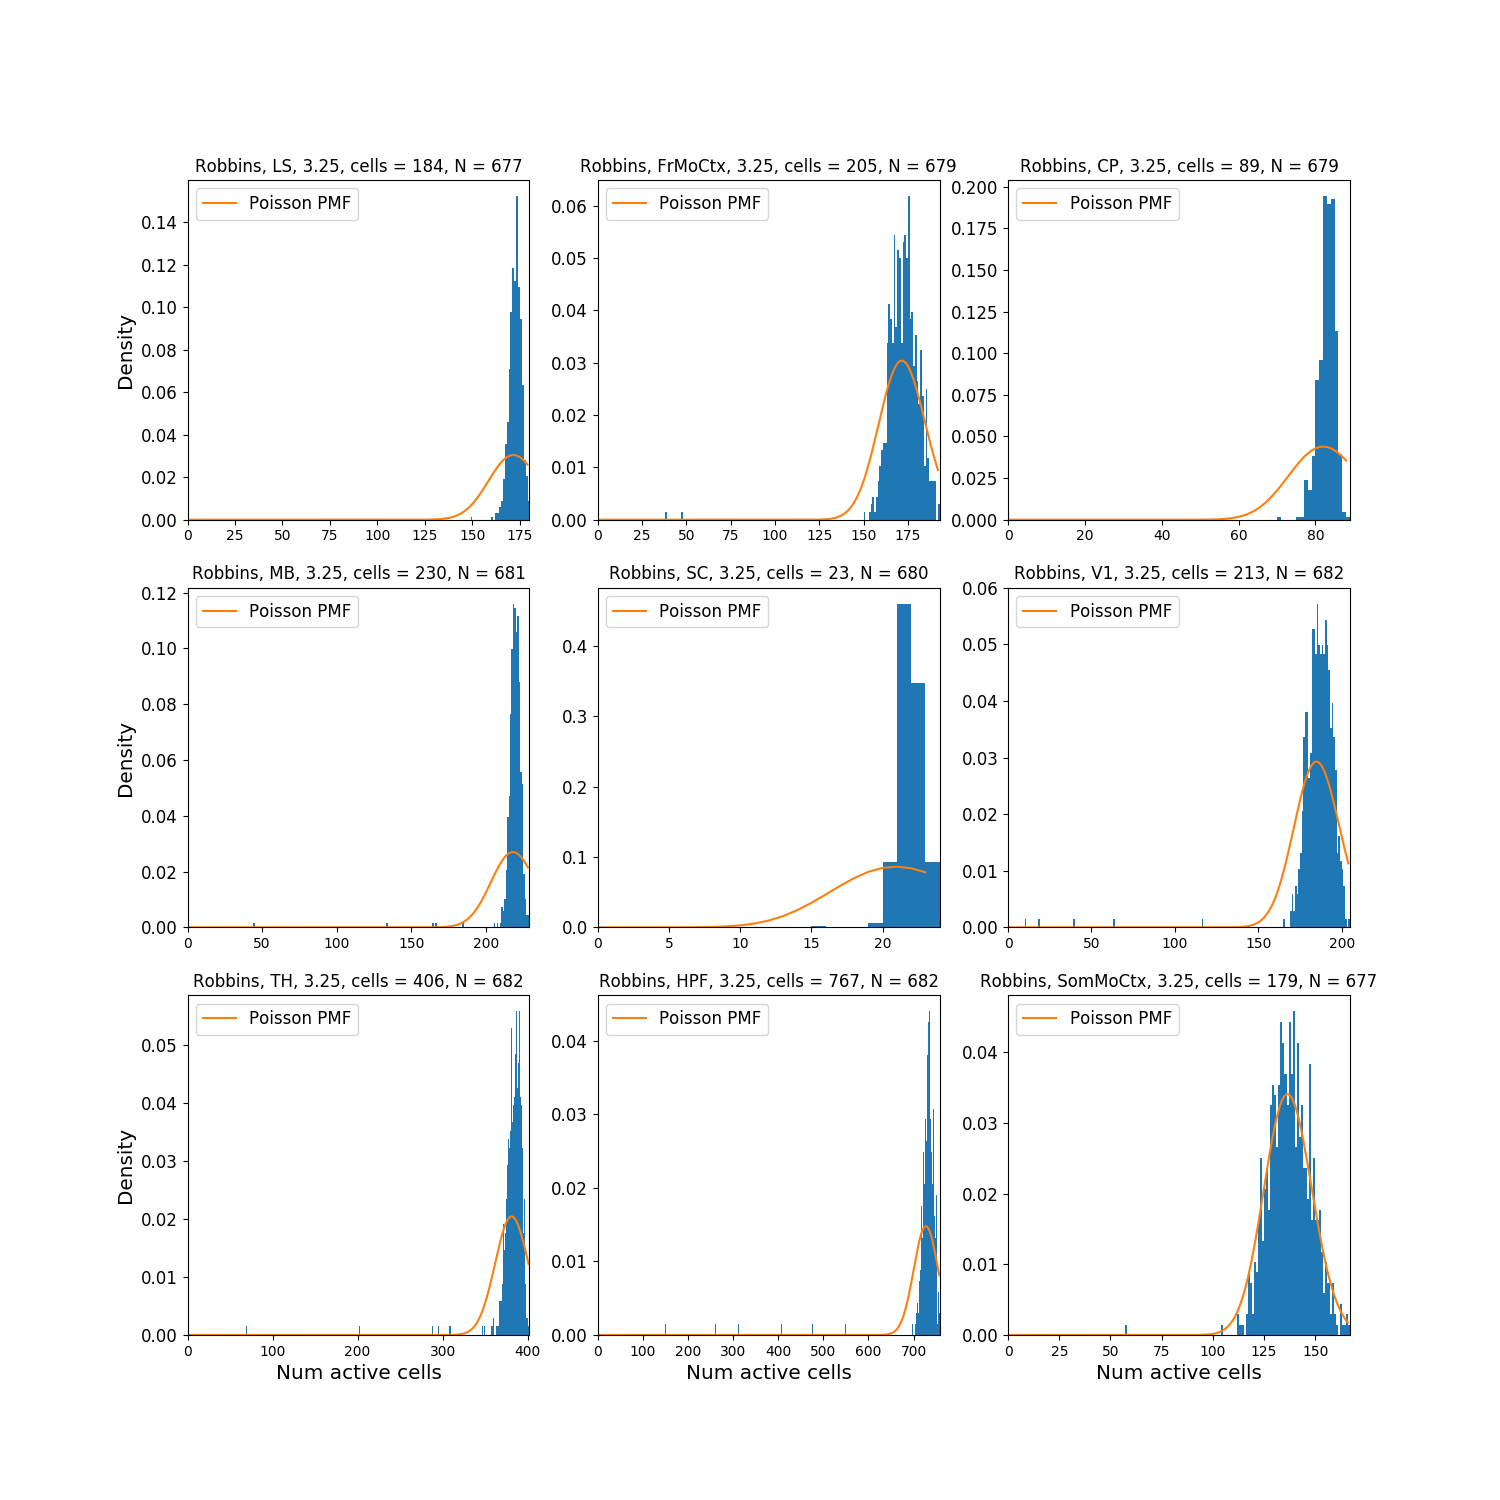 Robbins, LS, 3.25, cells = 184, N = 677
Robbins, FrMoCtx, 3.25, cells = 205, N = 679
Robbins, CP, 3.25, cells = 89, N = 679
Poisson PMF
Poisson PMF
Poisson PMF
Density
0.14
0.12
0.10
0.08
0.06
0.04
0.02
0.00
0 25 50 75 100 125 150 175
0.06
0.05
0.04
0.03
0.02
0.01
0.00
0 25 50 75 100 125 150 175
0.200
0.175
0.150
0.125
0.100
0.075
0.050
0.025
0.000
0 20 40 60 80
Robbins, MB, 3.25, cells = 230, N = 681
Robbins, SC, 3.25, cells = 23, N = 680
Robbins, V1, 3.25, cells = 213, N = 682
Poisson PMF
Poisson PMF
Poisson PMF
Density
0.12
0.10
0.08
0.06
0.04
0.02
0.00
0 50 100 150 200
0.4
0.3
0.2
0.1
0.0
0 5 10 15 20
0.06
0.05
0.04
0.03
0.02
0.01
0.00
0 50 100 150 200
Robbins, TH, 3.25, cells = 406, N = 682
Robbins, HPF, 3.25, cells = 767, N = 682
Robbins, SomMoCtx, 3.25, cells = 179, N = 677
Poisson PMF
Poisson PMF
Poisson PMF
Density
0.05
0.04
0.03
0.02
0.01
0.00
0 100 200 300 400
Num active cells
0.04
0.03
0.02
0.01
0.00
0 100 200 300 400 500 600 700
Num active cells
0.04
0.03
0.02
0.01
0.00
0 25 50 75 100 125 150
Num active cells